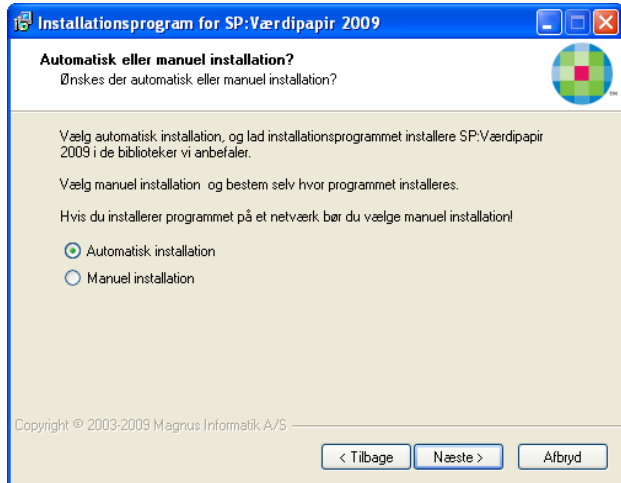 Installationsprogram for SP:Værdipapir 2009
Automatisk eller manuel installation?
Ønskes der automatisk eller manuel installation?
TM
Vælg automatisk installation, og lad installationsprogrammet installere SP:Værdipapir
2009 i de biblioteker vi anbefaler.
Vælg manuel installation og bestem selv hvor programmet installeres.
Hvis du installerer programmet på et netværk bør du vælge manuel installation!
Automatisk installation
Manuel installation
Copyright © 2003-2009 Magnus Informatik A/S
< Tilbage
Næste >
Afbryd